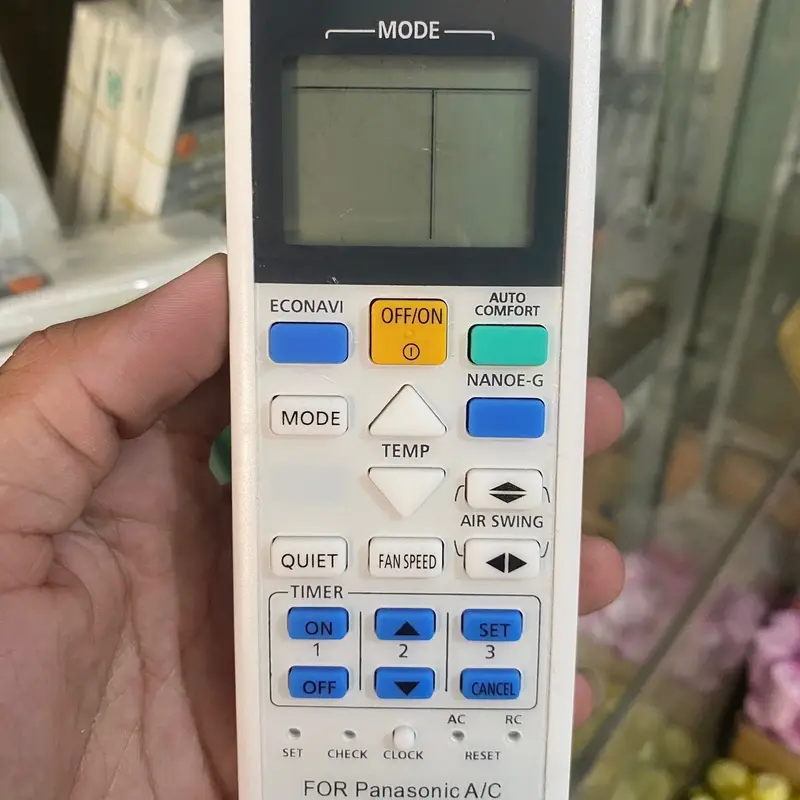 MODE
ECONAVI
OFF/ON
AUTO
COMFORT
NANOE-G
MODE
TEMP
AIR SWING
QUIET
FAN SPEED
TIMER
ON
SET
1 2 3
OFF
CANCEL
AC RC
SET CHECK CLOCK RESET
FOR Panasonic A/C